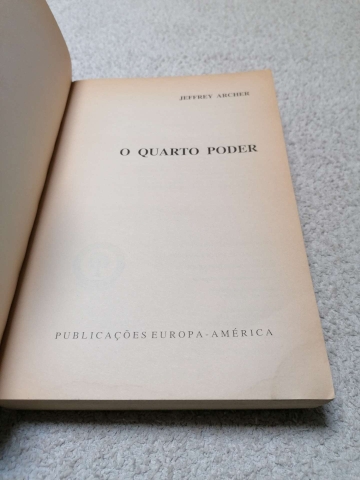 JEFFREY ARCHER
O QUARTO PODER
PUBLICAÇÕES EUROPA-AMÉRICA